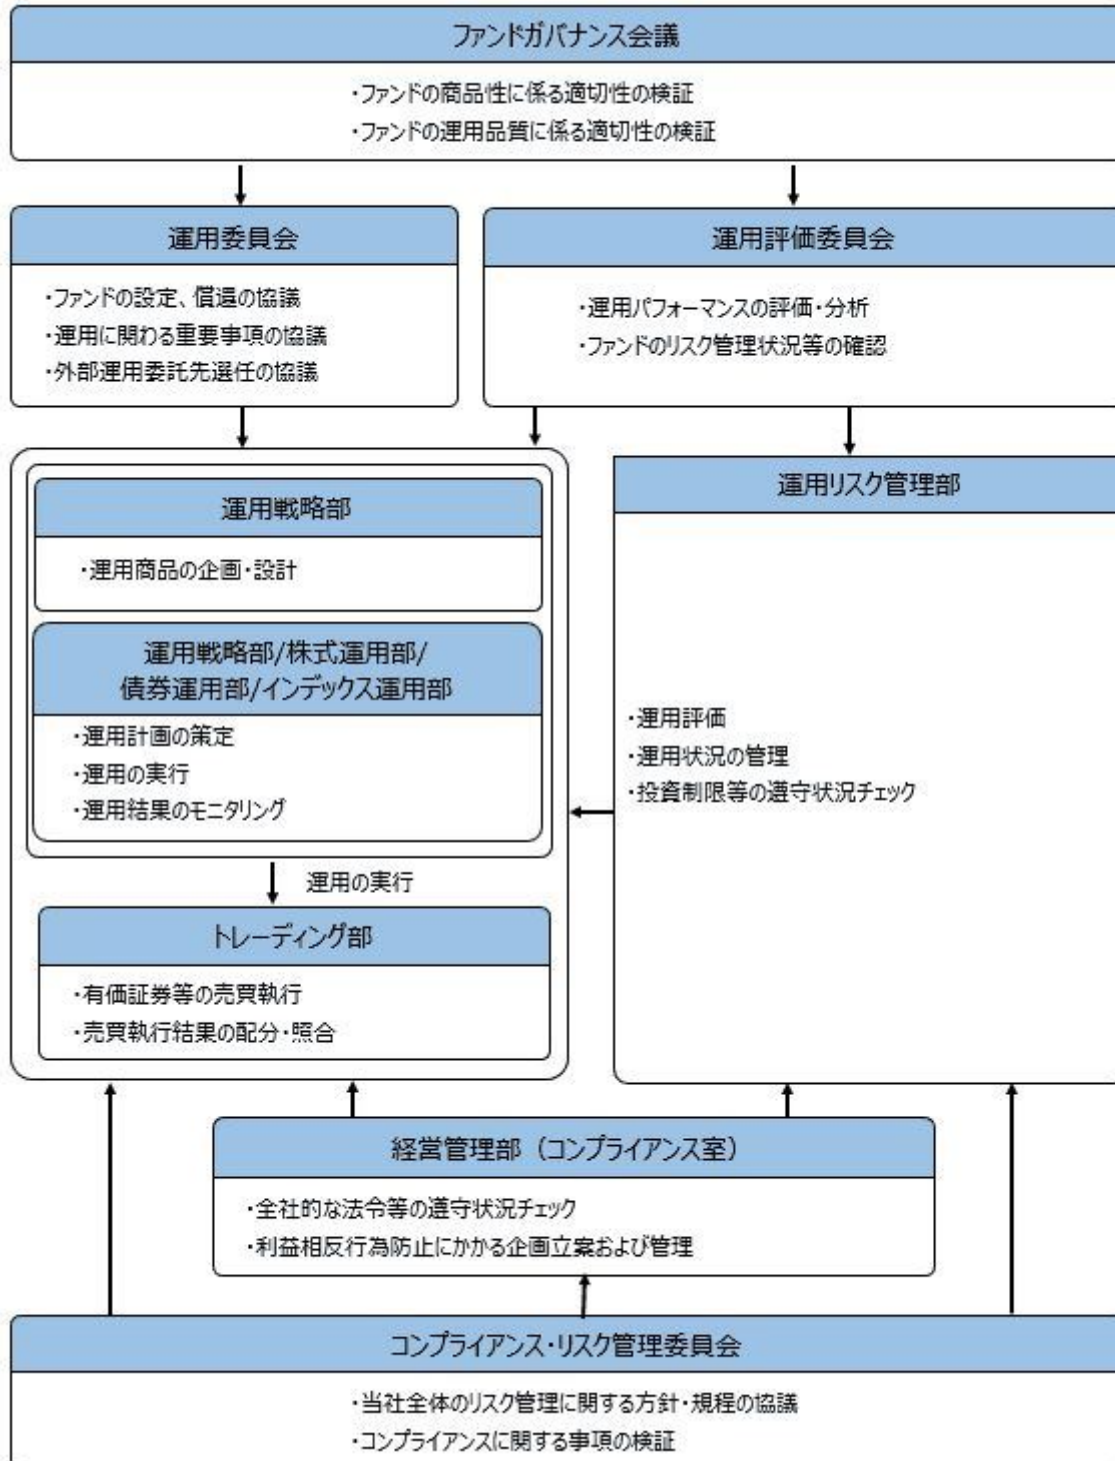 ファンドガバナンス会議
・ファンドの商品性に係る適切性の検証
・ファンドの運用品質に係る適切性の検証
運用委員会
・ファンドの設定、償還の協議
・運用に関わる重要事項の協議
・外部運用委託先選任の協議
運用評価委員会
・運用パフォーマンスの評価・分析
・ファンドのリスク管理状況等の確認
運用戦略部
・運用商品の企画・設計
運用戦略部/株式運用部/
債券運用部/インデックス運用部
・運用計画の策定
・運用の実行
・運用結果のモニタリング
運用の実行
トレーディング部
・有価証券等の売買執行
・売買執行結果の配分・照合
運用リスク管理部
・運用評価
・運用状況の管理
・投資制限等の遵守状況チェック
経営管理部（コンプライアンス室）
・全社的な法令等の遵守状況チェック
・利益相反行為防止にかかる企画立案および管理
コンプライアンス・リスク管理委員会
・当社全体のリスク管理に関する方針・規程の協議
・コンプライアンスに関する事項の検証